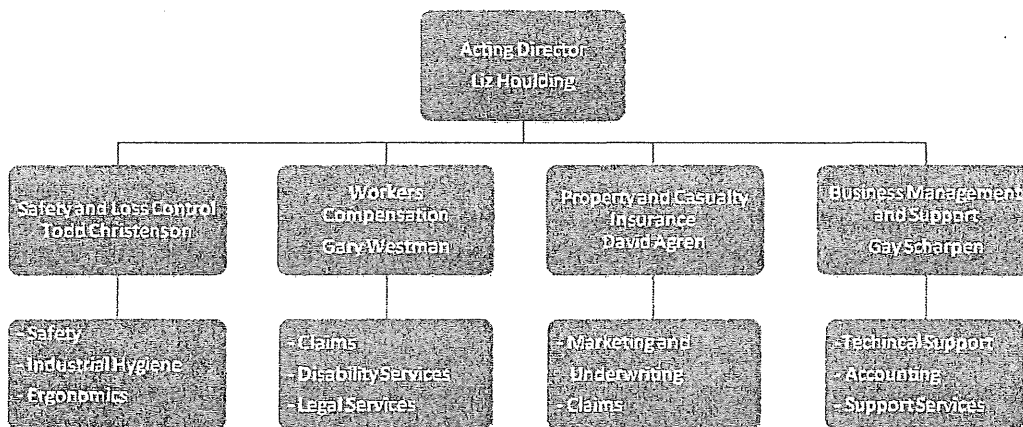 Acting Director
Liz Houlding
Safety and Loss Control
Todd Christenson
Workers
Compensation
Gary Westman
Property and Casualty
Insurance
David Agren
Business Management
and Support
Gay Scharpen
- Safety
- Industrial Hygiene
- Ergonomics
- Claims
- Disability Services
- Legal Services
- Marketing and
Underwriting
- Claims
- Techincal Support
- Accounting
- Support Services